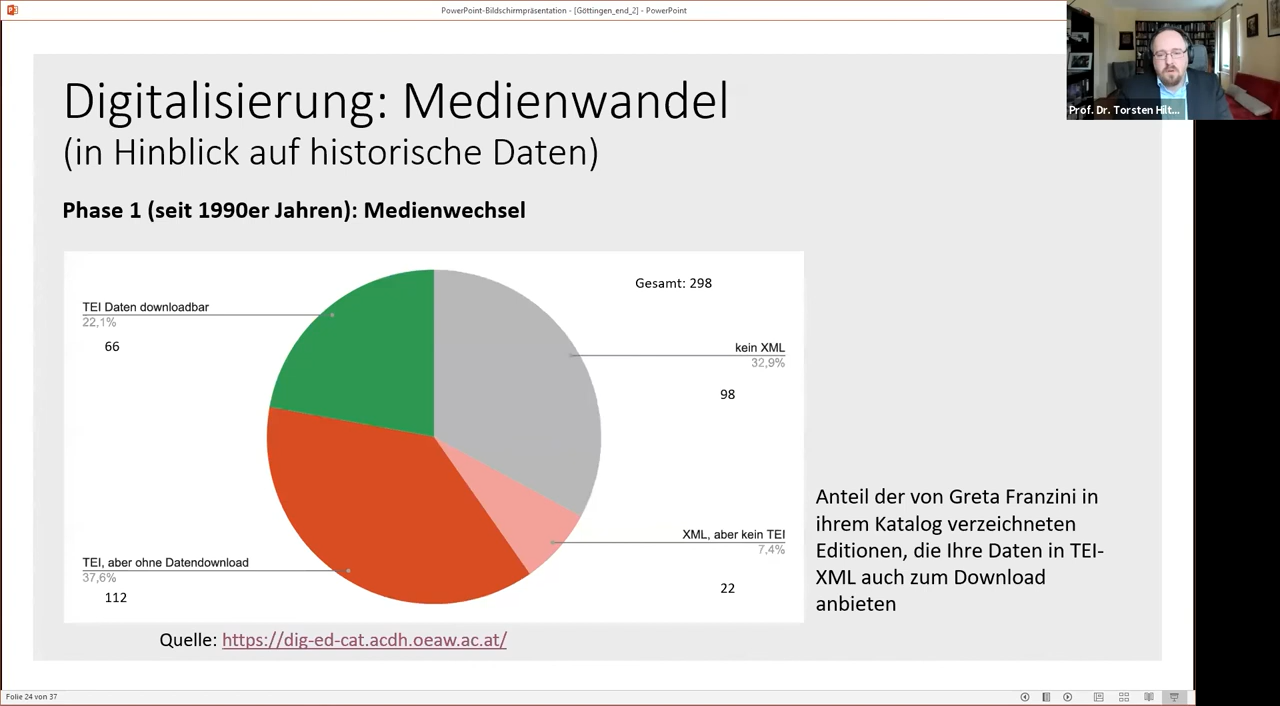 PowerPoint-Bildschirmpräsentation - [Göttingen_end_2] - PowerPoint
Prof. Dr. Torsten Hilt...
Digitalisierung: Medienwandel
(in Hinblick auf historische Daten)
Phase 1 (seit 1990er Jahren): Medienwechsel
Gesamt: 298
TEI Daten downloadbar
22,1%
66
kein XML
32,9%
98
XML, aber kein TEI
7,4%
22
TEI, aber ohne Datendownload
37,6%
112
Anteil der von Greta Franzini in
ihrem Katalog verzeichneten
Editionen, die Ihre Daten in TEI-
XML auch zum Download
anbieten
Quelle: https://dig-ed-cat.acdh.oeaw.ac.at/
Folie 24 von 37